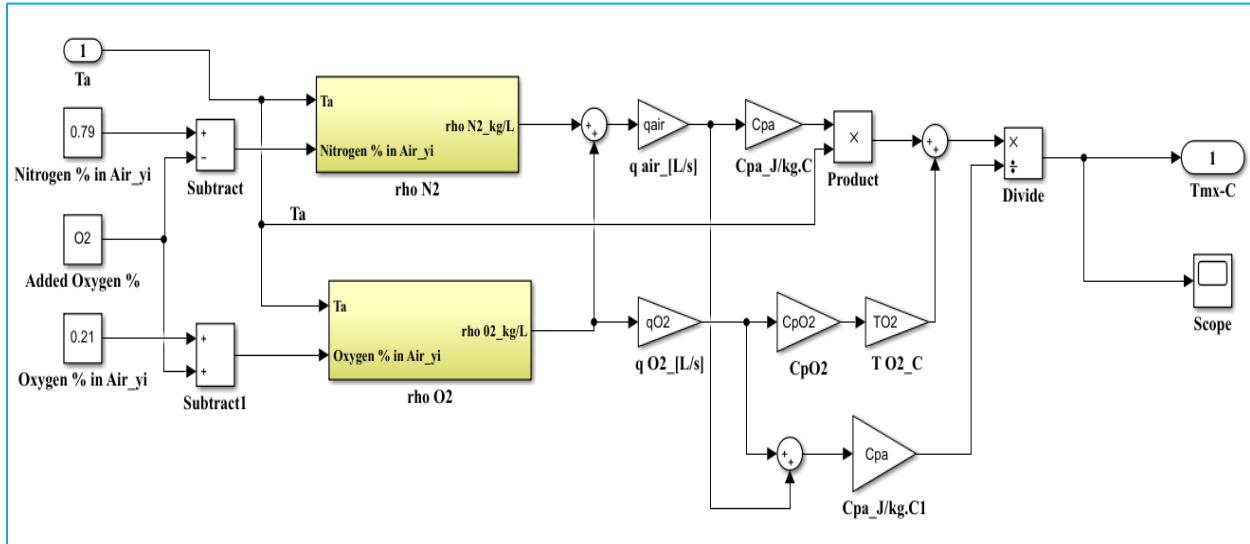 1
Ta
0.79
Nitrogen % in Air_yi
+
−
Subtract
O2
Added Oxygen %
0.21
Oxygen % in Air_yi
+
+
Subtract1
Ta
Nitrogen % in Air_yi
rho N2_kg/L
rho N2
Ta
Ta
Oxygen % in Air_yi
rho 02_kg/L
rho O2
+
+
qair
q air_[L/s]
Cpa
Cpa_J/kg.C
×
Product
+
+
×
÷
Divide
1
Tmx-C
Scope
qO2
q O2_[L/s]
CpO2
CpO2
TO2
T O2_C
+
+
Cpa
Cpa_J/kg.C1